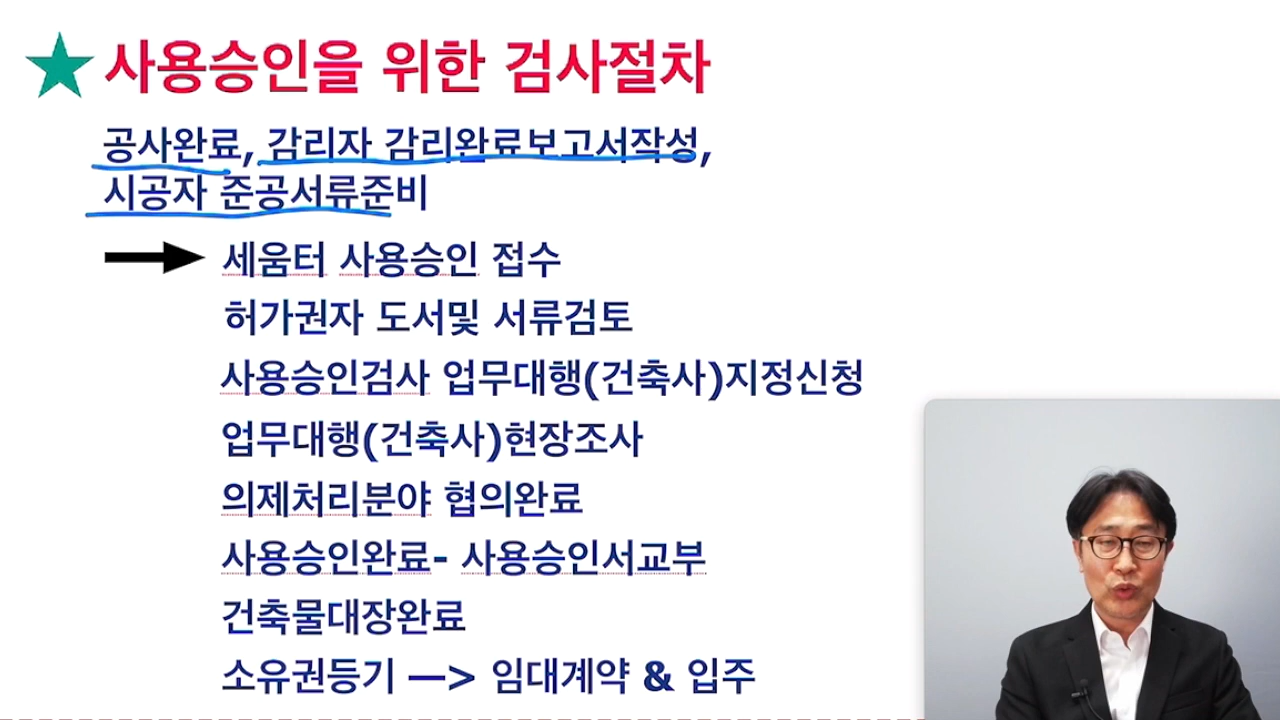 사용승인을 위한 검사절차
공사완료, 감리자 감리완료보고서작성,
시공자 준공서류준비
세움터 사용승인 접수
허가권자 도서및 서류검토
사용승인검사 업무대행(건축사)지정신청
업무대행(건축사)현장조사
의제처리분야 협의완료
사용승인완료- 사용승인서교부
건축물대장완료
소유권등기 —> 임대계약 & 입주